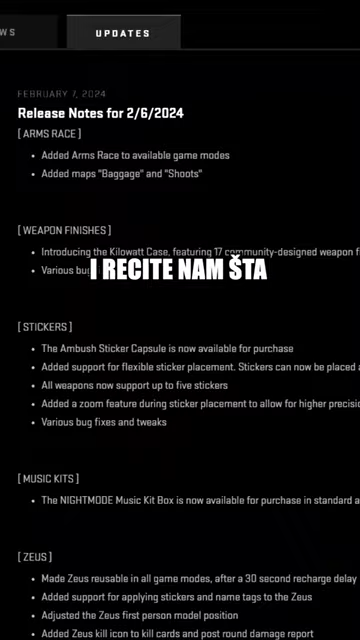 WS
UPDATES
FEBRUARY 7, 2024
Release Notes for 2/6/2024
[ ARMS RACE ]
• Added Arms Race to available game modes
• Added maps "Baggage" and "Shoots"
[ WEAPON FINISHES ]
• Introducing the Kilowatt Case, featuring 17 community-designed weapon f
• Various bug
I RECITE NAM ŠTA
[ STICKERS ]
• The Ambush Sticker Capsule is now available for purchase
• Added support for flexible sticker placement. Stickers can now be placed a
• All weapons now support up to five stickers
• Added a zoom feature during sticker placement to allow for higher precisio
• Various bug fixes and tweaks
[ MUSIC KITS ]
• The NIGHTMODE Music Kit Box is now available for purchase in standard a
[ ZEUS ]
• Made Zeus reusable in all game modes, after a 30 second recharge delay
• Added support for applying stickers and name tags to the Zeus
• Adjusted the Zeus first person model position
• Added Zeus kill icon to kill cards and post round damage report